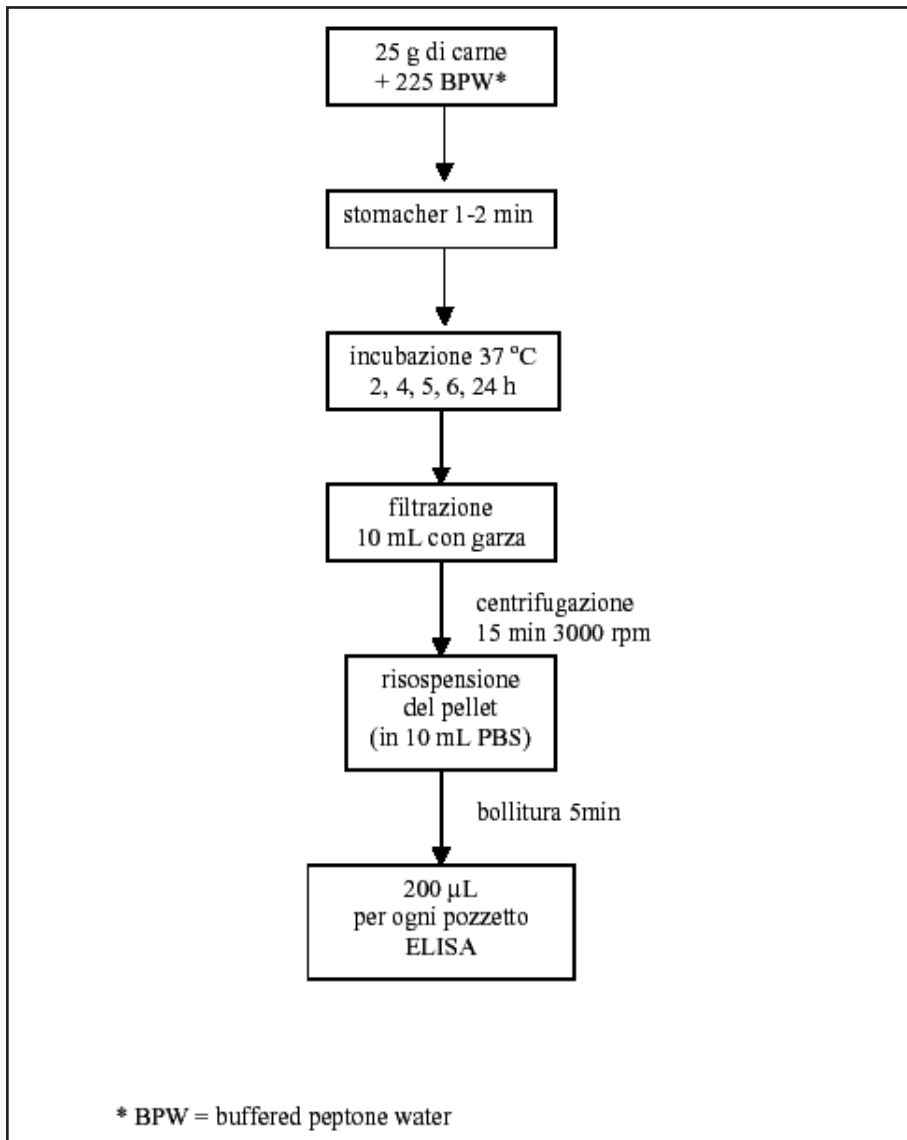 25 g di carne
+ 225 BPW*
stomacher 1-2 min
incubazione 37 °C
2, 4, 5, 6, 24 h
filtrazione
10 mL con garza
centrifugazione
15 min 3000 rpm
risospensione
del pellet
(in 10 mL PBS)
bollitura 5min
200 µL
per ogni pozzetto
ELISA
* BPW = buffered peptone water